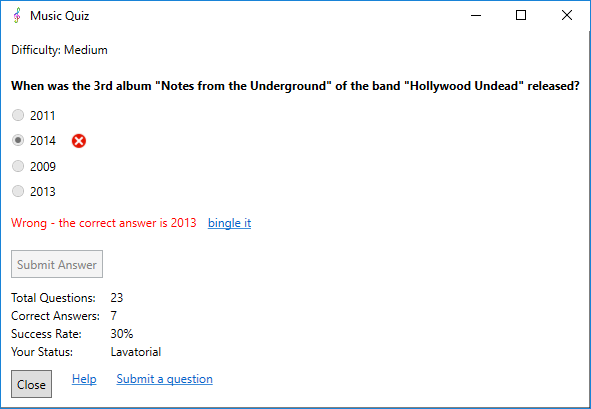 Music Quiz
Difficulty: Medium
When was the 3rd album "Notes from the Underground" of the band "Hollywood Undead" released?
2011
2014
2009
2013
Wrong - the correct answer is 2013 bingle it
Submit Answer
Total Questions: 23
Correct Answers: 7
Success Rate: 30%
Your Status: Lavatorial
Close Help Submit a question